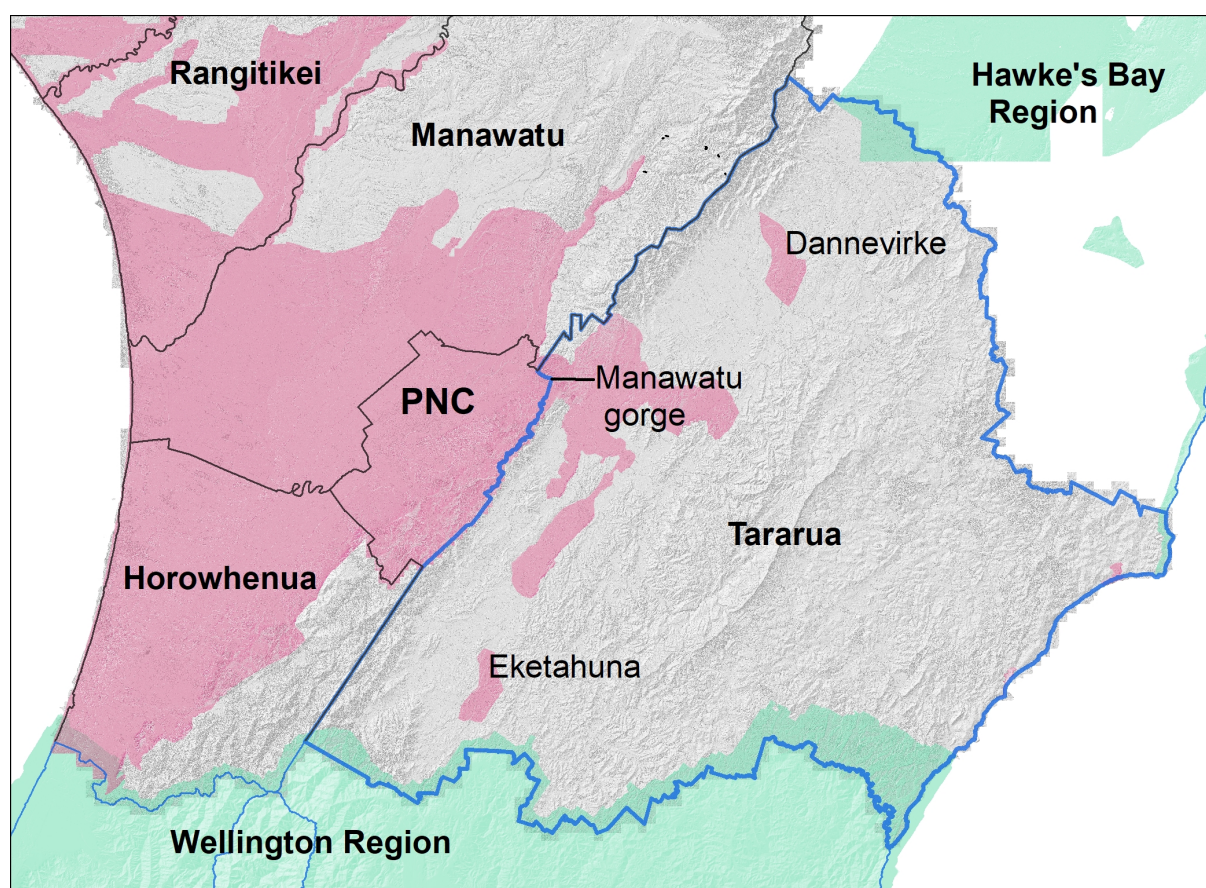 Rangitikei
Hawke's Bay
Region
Manawatu
Dannevirke
Manawatu
gorge
PNC
Tararua
Horowhenua
Eketahuna
Wellington Region